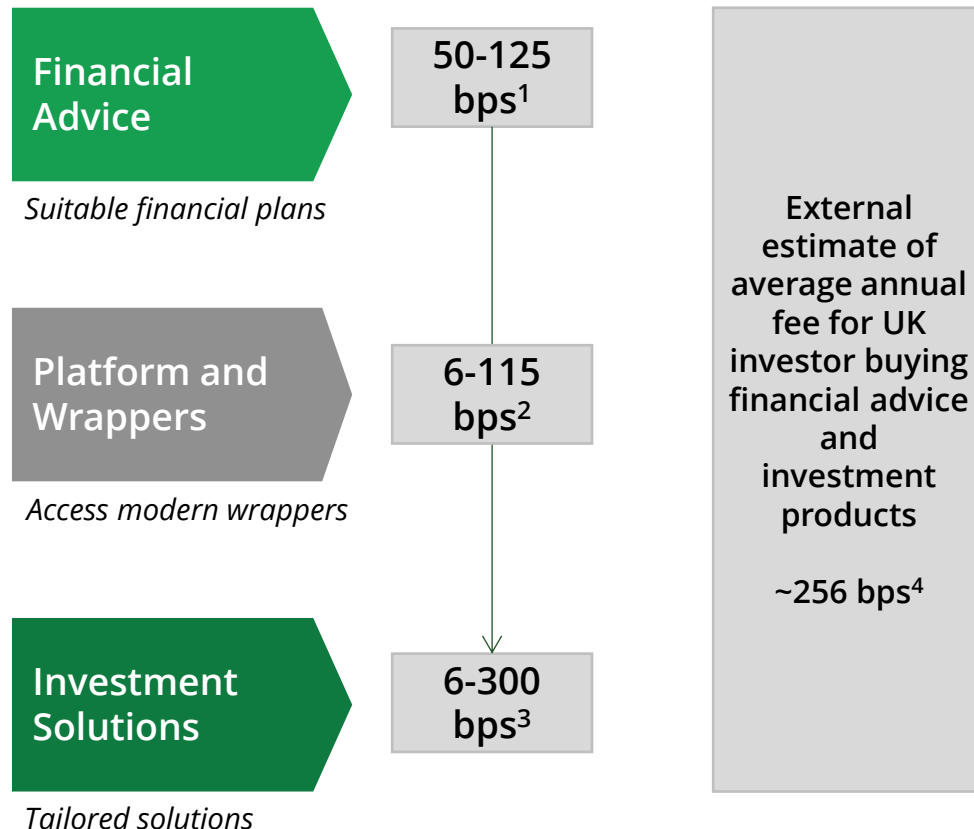 Financial
Advice
50-125
bps¹
Suitable financial plans
Platform and
Wrappers
6-115
bps²
Access modern wrappers
Investment
Solutions
6-300
bps³
Tailored solutions
External
estimate of
average annual
fee for UK
investor buying
financial advice
and
investment
products
~256 bps⁴